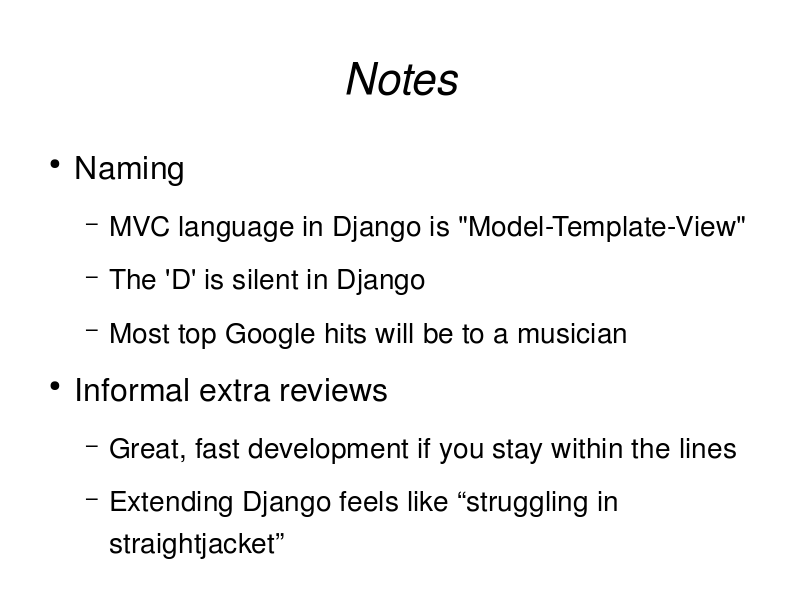 Notes
• Naming
– MVC language in Django is "Model-Template-View"
– The 'D' is silent in Django
– Most top Google hits will be to a musician
• Informal extra reviews
– Great, fast development if you stay within the lines
– Extending Django feels like “struggling in
straightjacket”